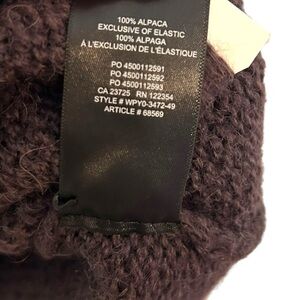 100% ALPACA
EXCLUSIVE OF ELASTIC
100% ALPAGA
À L'EXCLUSION DE L'ÉLASTIQUE
PO 4500112591
PO 4500112592
PO 4500112593
CA 23725 RN 122354
STYLE # WPY0-3472-49
ARTICLE # 68569